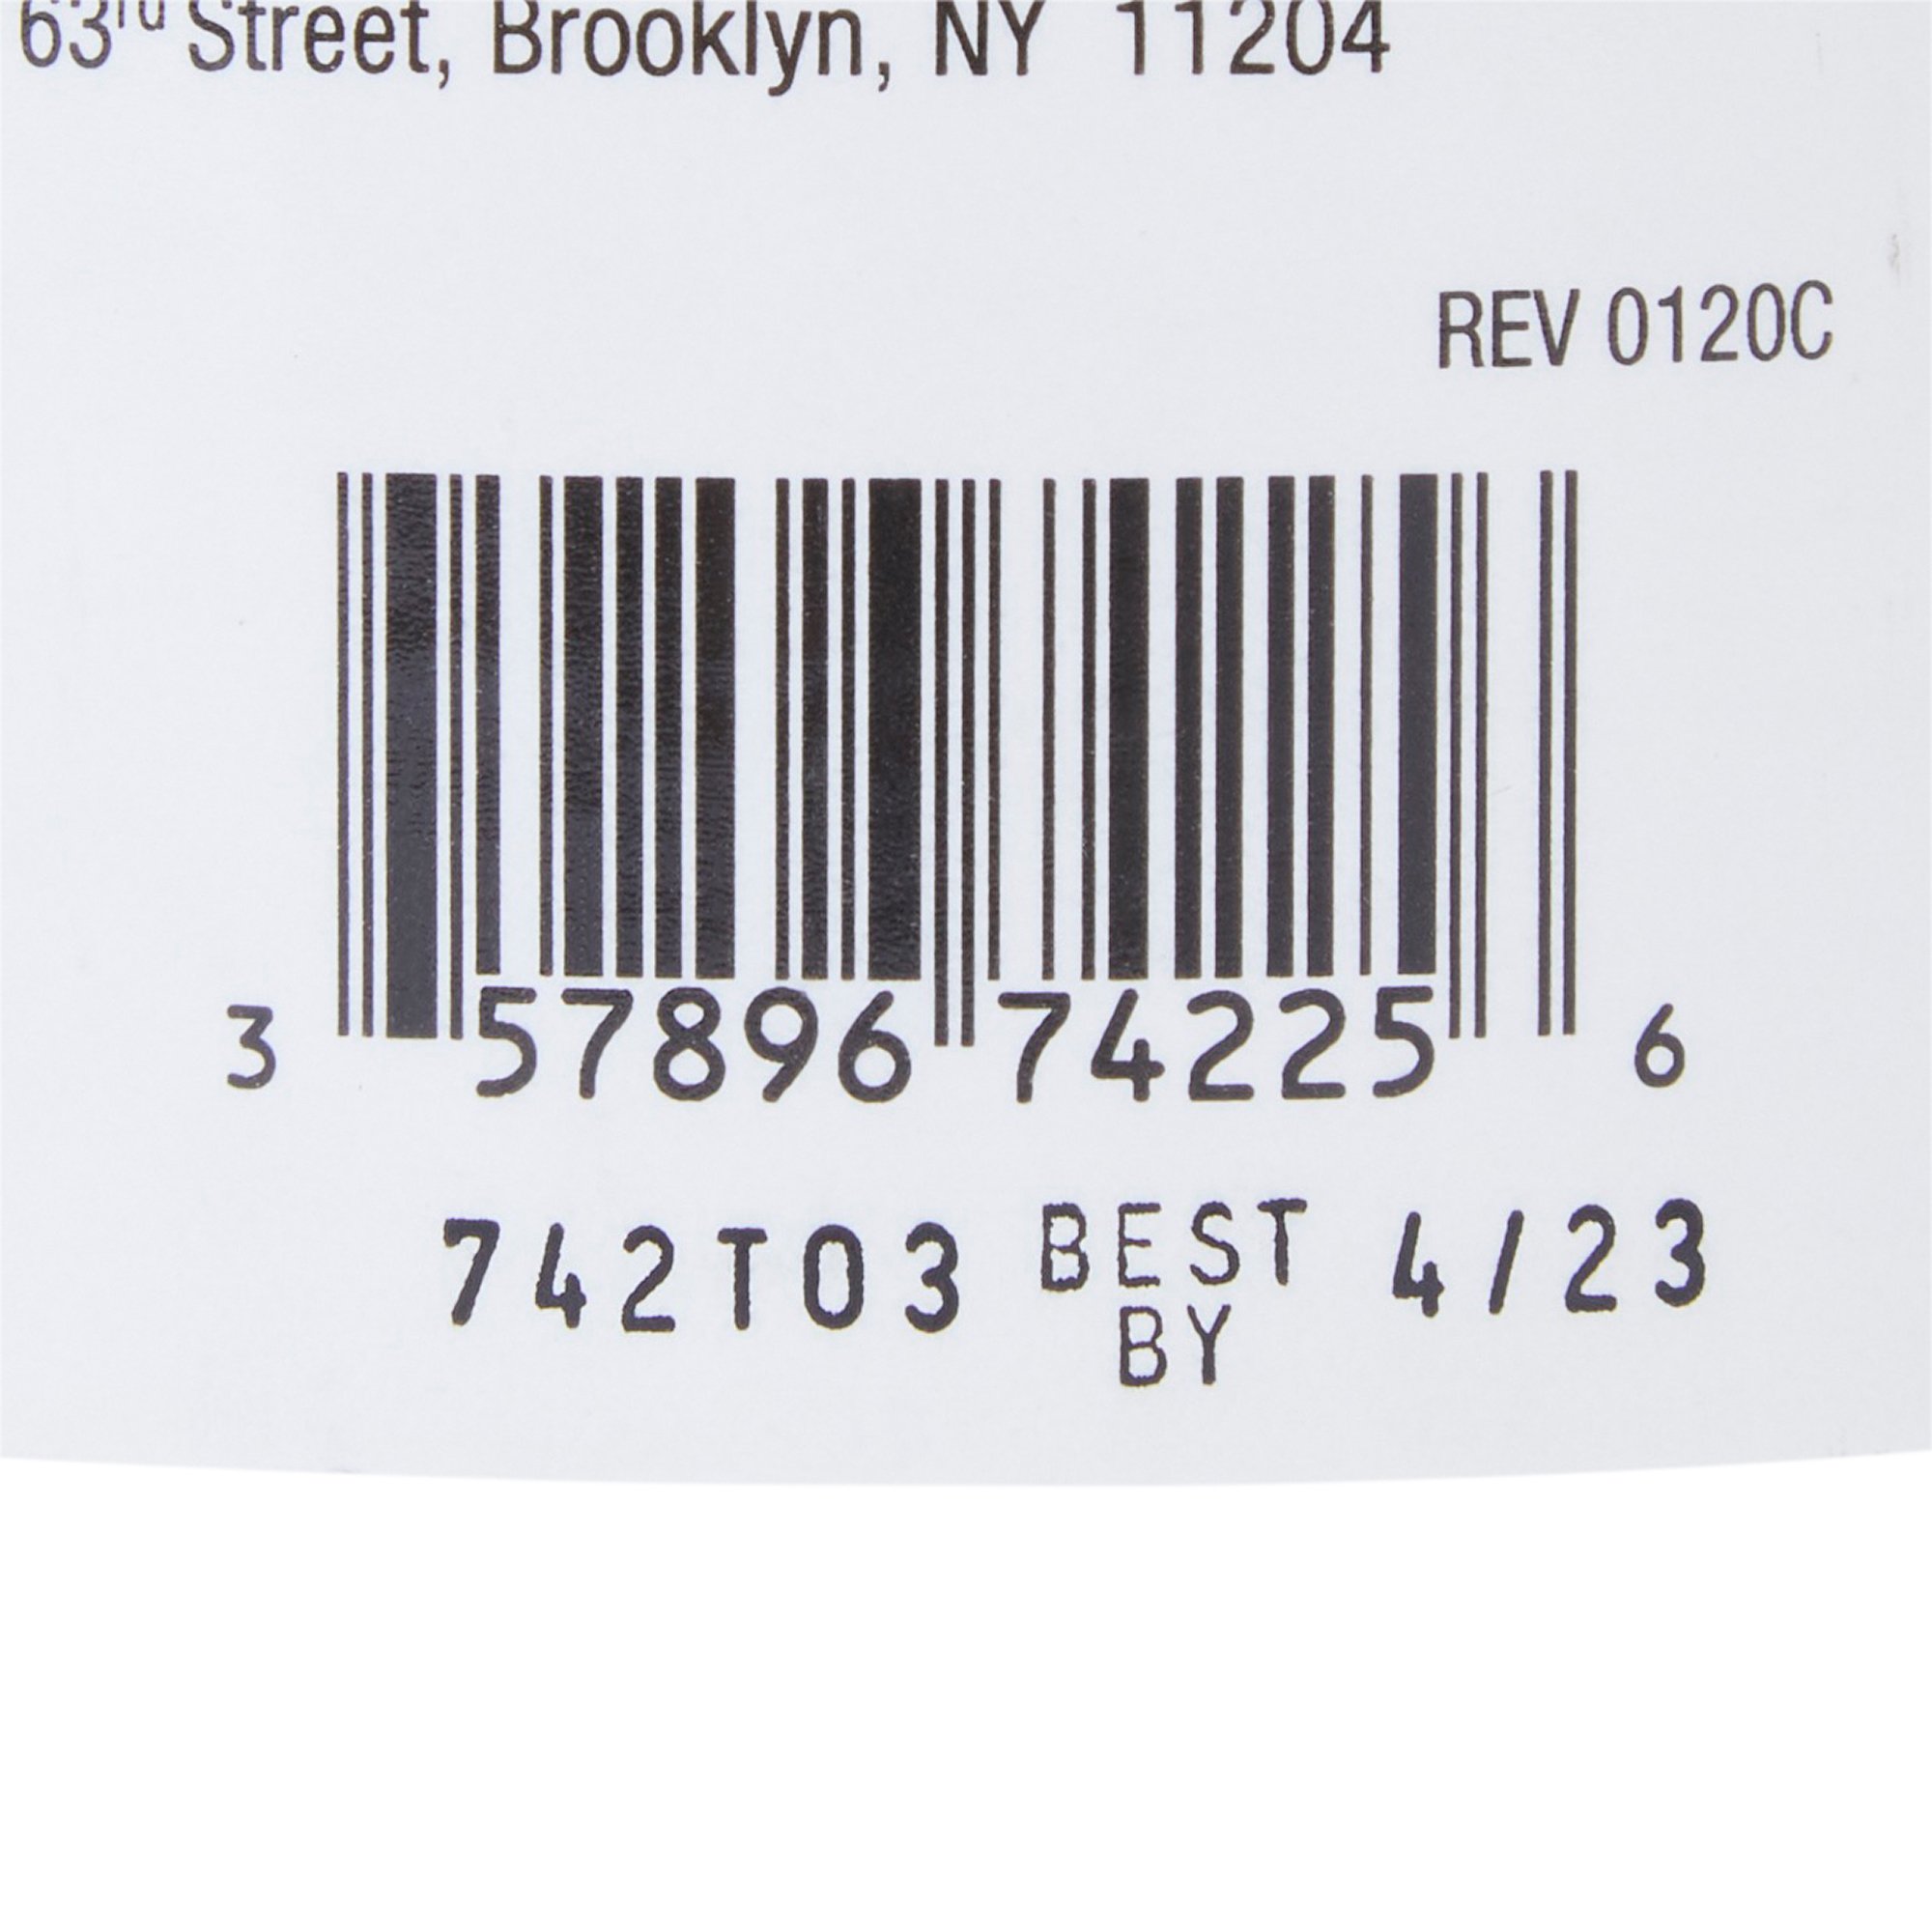 63rd Street, Brooklyn, NY 11204
REV 0120C
3 57896 74225 6
742T03 BEST BY 4/23